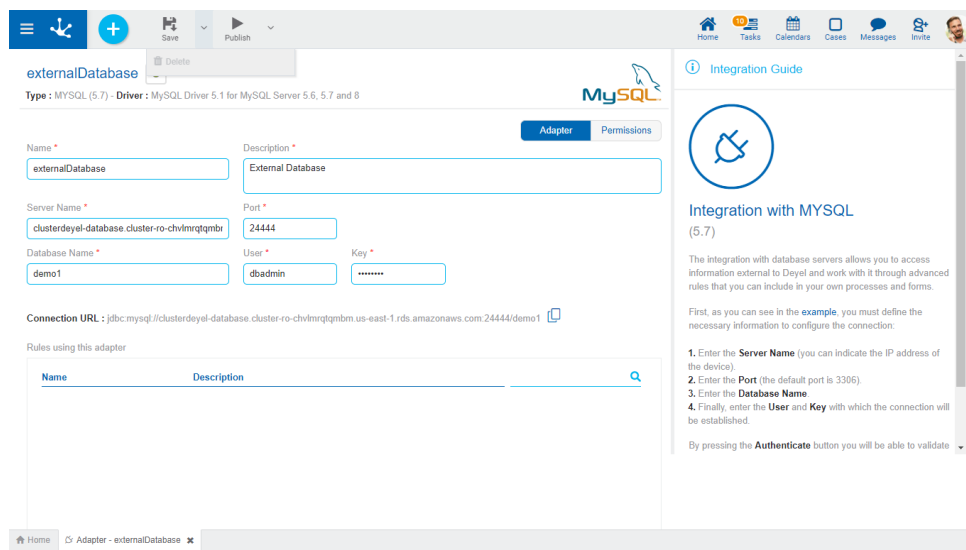 Save
Publish
Home
10
Tasks
Calendars
Cases
Messages
Invite
Delete
externalDatabase
Type : MYSQL (5.7) - Driver : MySQL Driver 5.1 for MySQL Server 5.6, 5.7 and 8
MySQL
Adapter
Permissions
Name *
Description *
externalDatabase
External Database
Server Name *
Port *
clusterdeyel-database.cluster-ro-chvlmrqtqmbr
24444
Database Name *
User *
Key *
demo1
dbadmin
••••••••
Connection URL : jdbc:mysql://clusterdeyel-database.cluster-ro-chvlmrqtqmbm.us-east-1.rds.amazonaws.com:24444/demo1
Rules using this adapter
Name
Description
Integration Guide
Integration with MYSQL
(5.7)
The integration with database servers allows you to access
information external to Deyel and work with it through advanced
rules that you can include in your own processes and forms.
First, as you can see in the example, you must define the
necessary information to configure the connection:
1. Enter the Server Name (you can indicate the IP address of
the device).
2. Enter the Port (the default port is 3306).
3. Enter the Database Name.
4. Finally, enter the User and Key with which the connection will
be established.
By pressing the Authenticate button you will be able to validate
Home
Adapter - externalDatabase